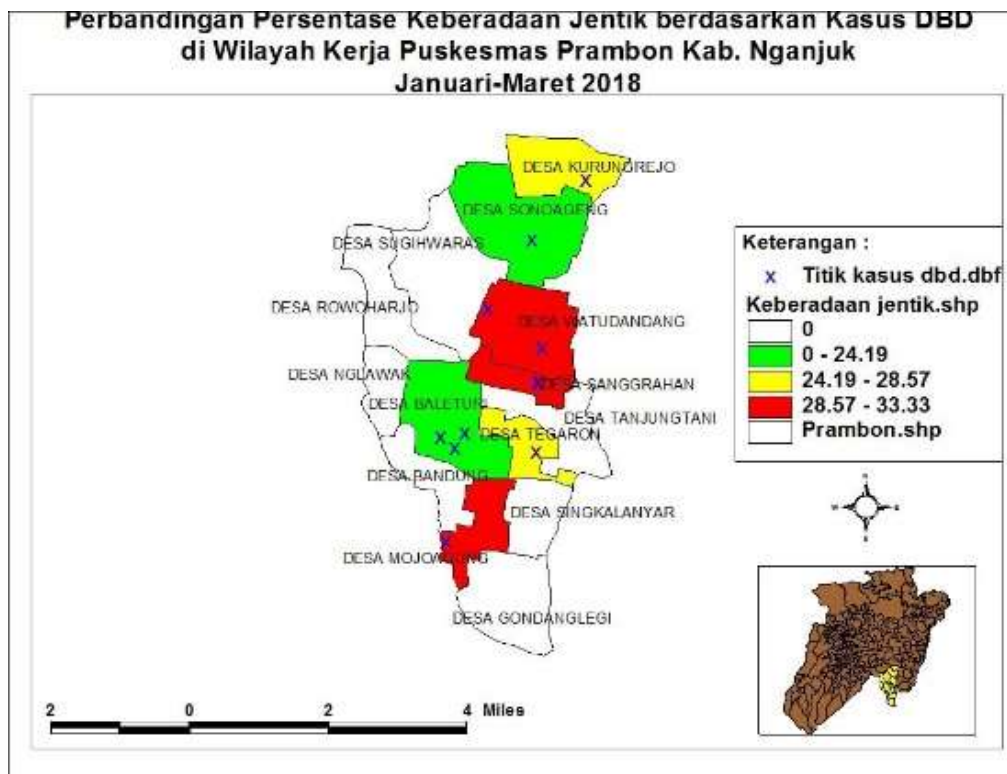 Perbandingan Persentase Keberadaan Jentik berdasarkan Kasus DBD
di Wilayah Kerja Puskesmas Prambon Kab. Nganjuk
Januari-Maret 2018
DESA KURUNGREJO
X
DESA SONOAGENG
X
DESA SUGIHWARAS
DESA ROWOHARJO
X
DESA WATUDANDANG
X
DESA NGLAWAK
X
DESA SANGGRAHAN
DESA BALETURI
DESA TANJUNGTANI
X X
X
DESA TEGARON
X
DESA BANDUNG
DESA SINGKALANYAR
X
DESA MOJOAGUNG
DESA GONDANGLEGI
Keterangan :
X Titik kasus dbd.dbf
Keberadaan jentik.shp
0
0 - 24.19
24.19 - 28.57
28.57 - 33.33
Prambon.shp
N
W E
S
2 0 2 4 Miles